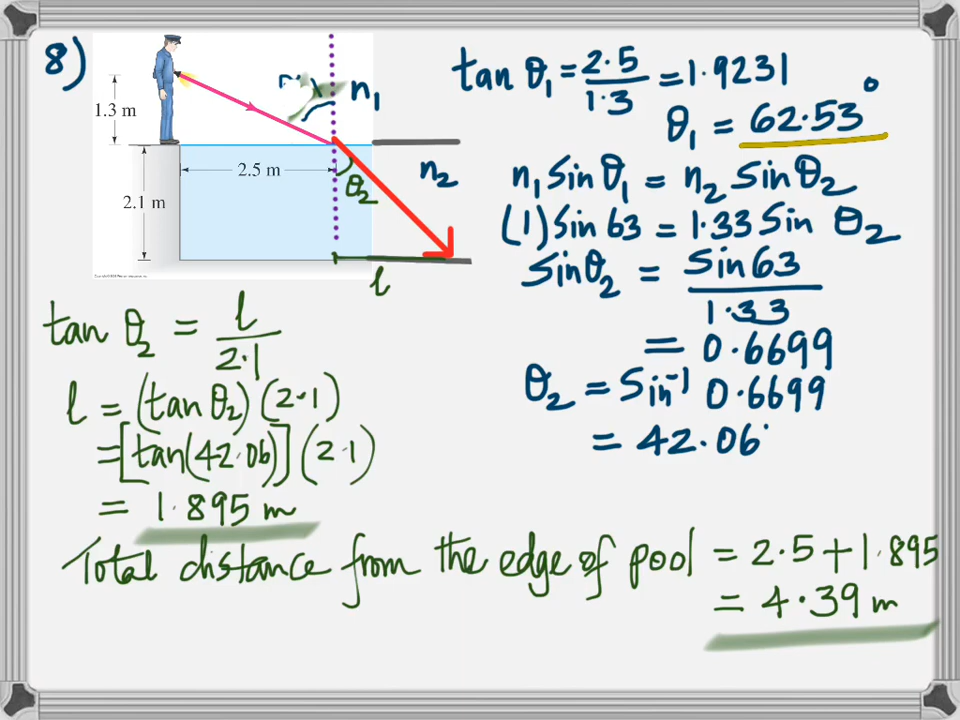 8)
1.3 m
n1
2.5 m
n2
2.1 m
θ2
l
tan θ1 = 2.5/1.3 = 1.9231
θ1 = 62.53°
n1 sin θ1 = n2 sin θ2
(1) sin 63 = 1.33 sin θ2
sin θ2 = sin 63/1.33
= 0.6699
θ2 = sin⁻¹ 0.6699
= 42.06°
tan θ2 = l/2.1
l = (tan θ2) (2.1)
= [tan(42.06)] (2.1)
= 1.895 m
Total distance from the edge of pool = 2.5 + 1.895
= 4.39 m